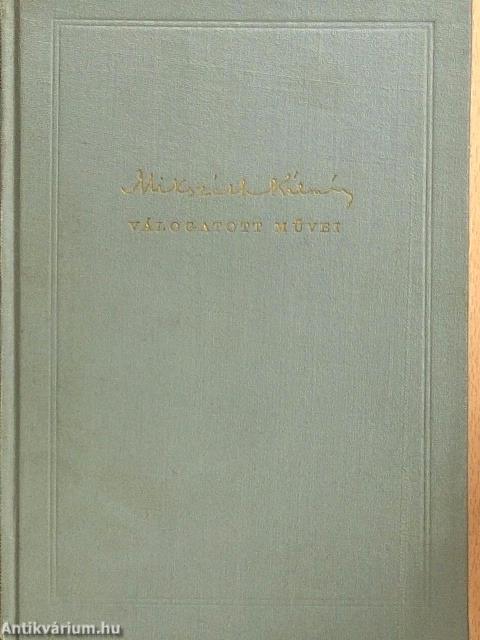 Mikszáth Kálmán
VÁLOGATOTT MŰVEI
Antikvárium.hu